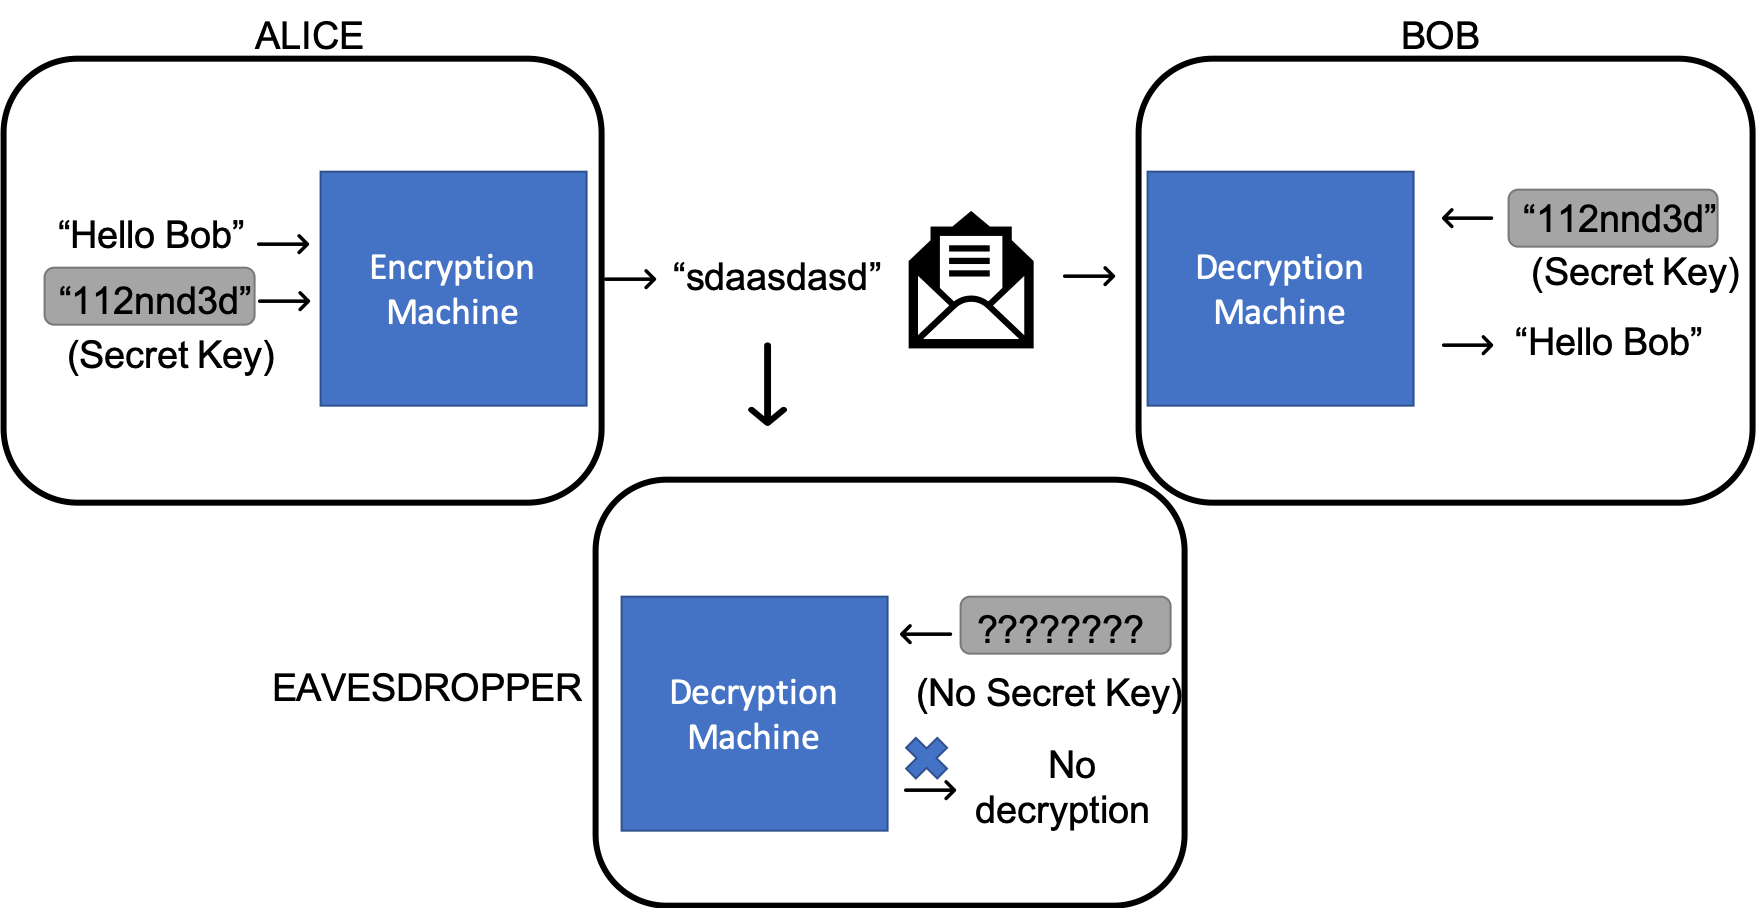 ALICE
BOB
“Hello Bob”
“112nnd3d”
(Secret Key)
Encryption
Machine
“sdaasdasd”
Decryption
Machine
“112nnd3d”
(Secret Key)
“Hello Bob”
EAVESDROPPER
Decryption
Machine
????????
(No Secret Key)
No
decryption